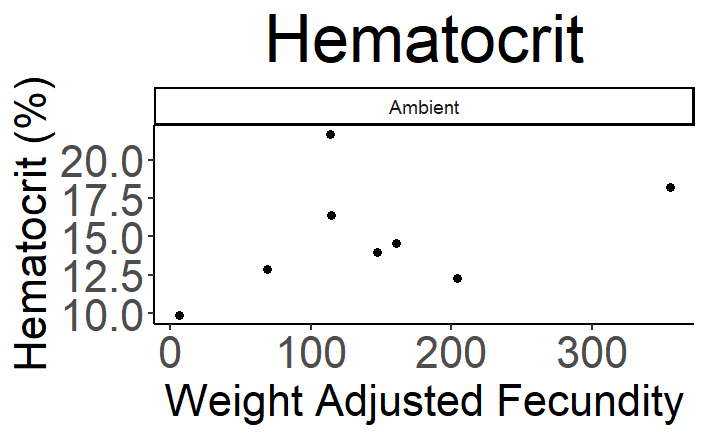 Hematocrit
Ambient
Hematocrit (%)
20.0
17.5
15.0
12.5
10.0
0 100 200 300
Weight Adjusted Fecundity